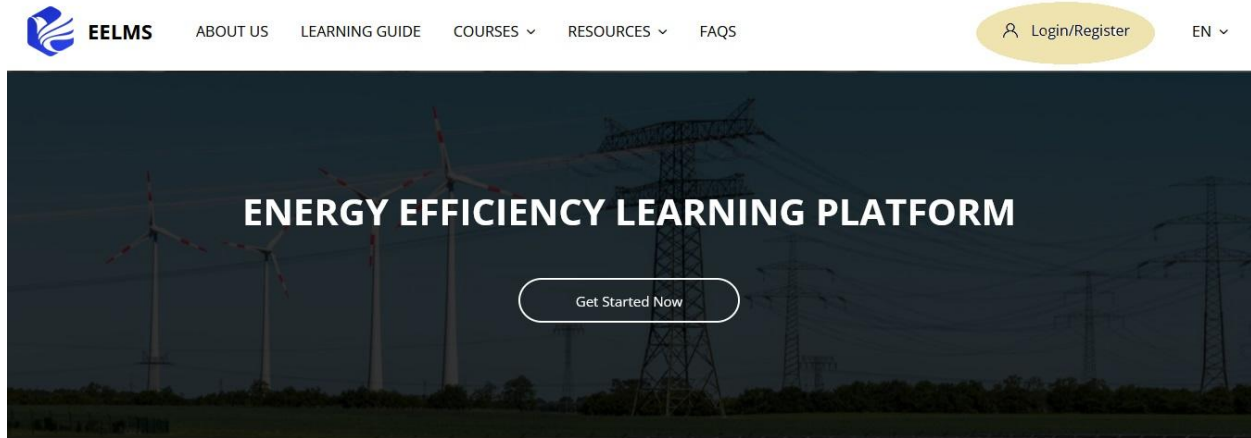 EELMS ABOUT US LEARNING GUIDE COURSES RESOURCES FAQS Login/Register EN
ENERGY EFFICIENCY LEARNING PLATFORM
Get Started Now